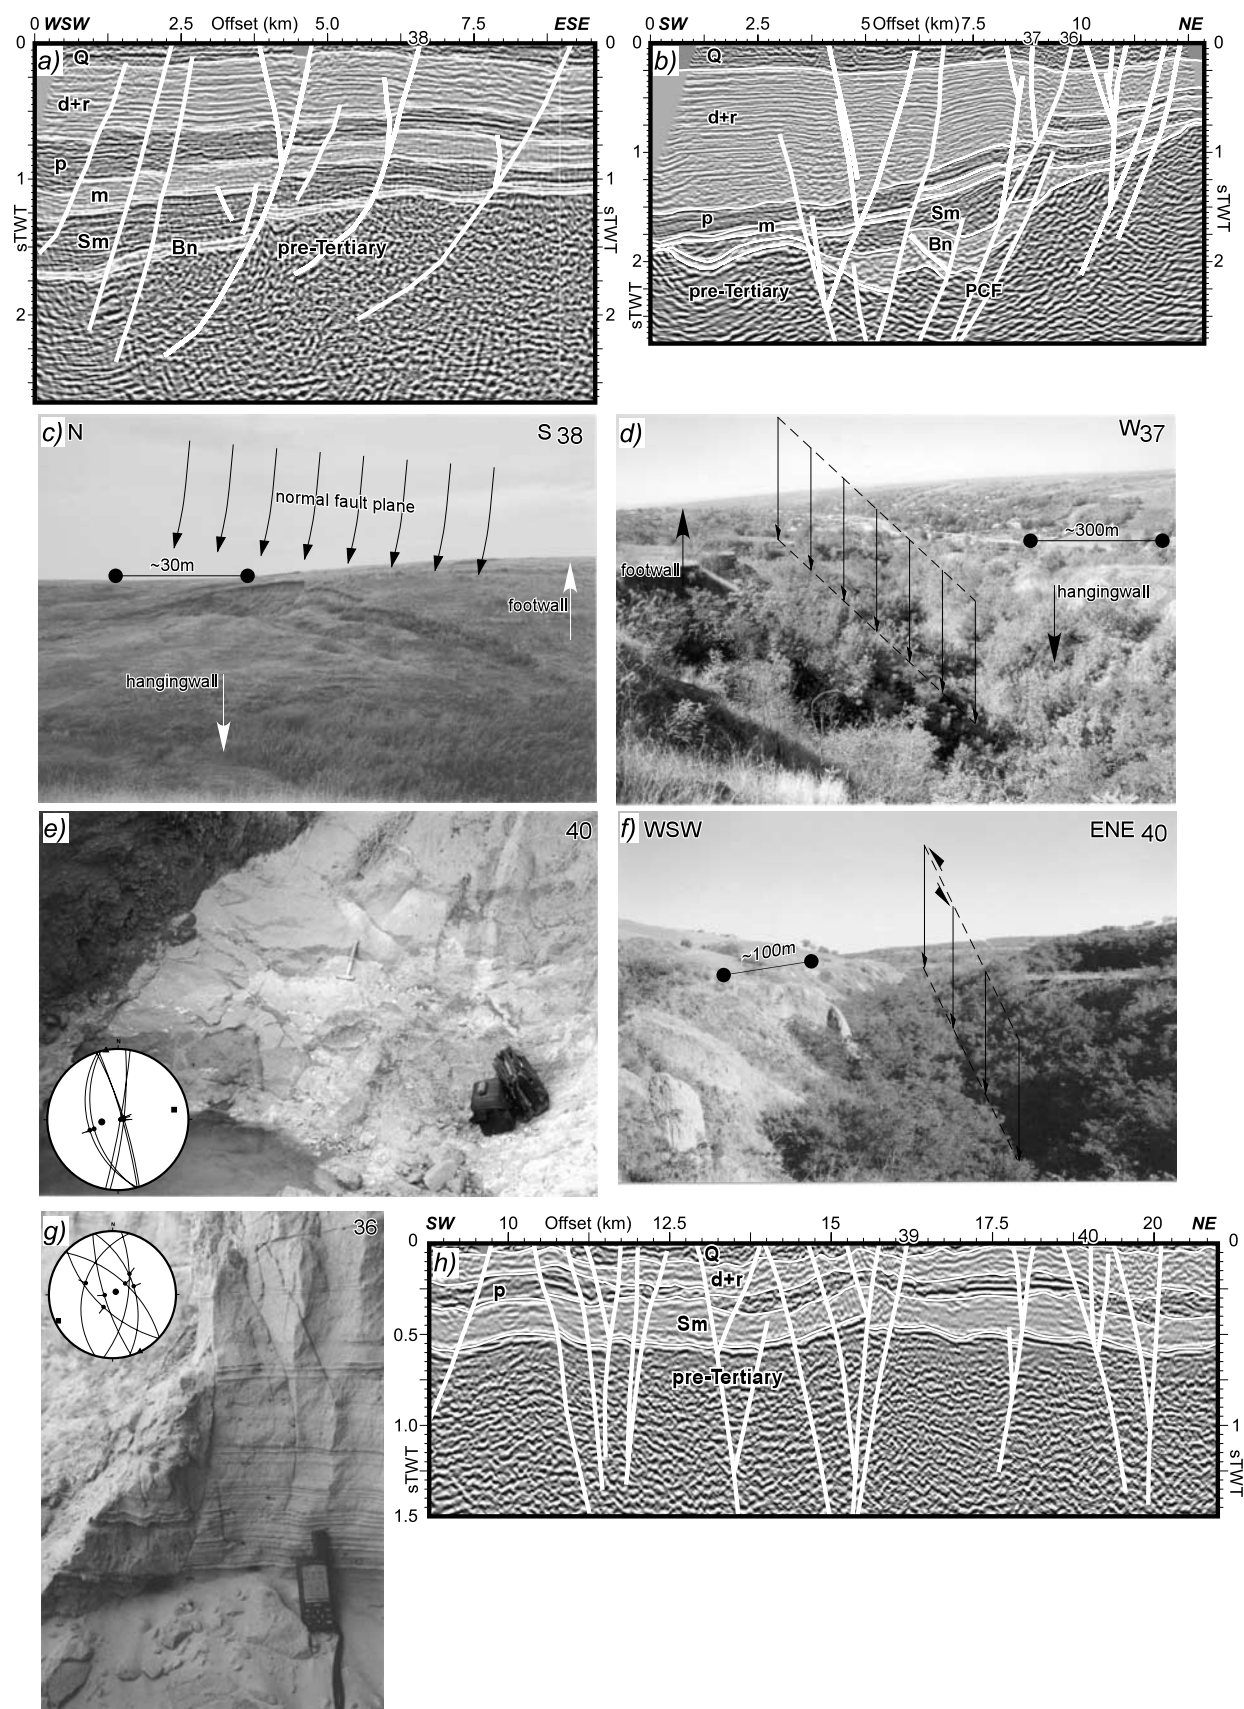 0 WSW 2.5 Offset (km) 5.0 7.5 ESE
38
0 0
a)
Q
d+r
p
1 1
m
sTWT sTWT
Sm Bn pre-Tertiary
2 2
0 SW 2.5 5 Offset (km) 7.5 10 NE
37 36
0 0
b)
Q
d+r
1 1
p m Sm
Bn
2 2
pre-Tertiary PCF
sTWT sTWT
c) N S 38
normal fault plane
~30m
footwall
hangingwall
d) W 37
~300m
footwall
hangingwall
e) 40
N
f) WSW ENE 40
~100m
g) 36
N
SW 10 Offset (km) 12.5 15 17.5 20 NE
39 40
0 0
h)
Q
d+r
p
Sm
0.5
pre-Tertiary
1.0 1
sTWT sTWT
1.5